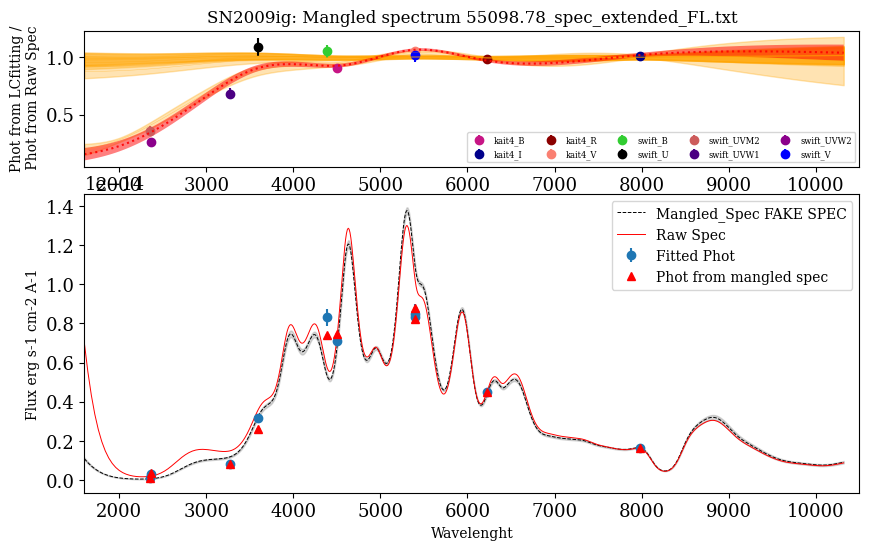 SN2009ig: Mangled spectrum 55098.78_spec_extended_FL.txt
Phot from LCfitting /
Phot from Raw Spec
1.0
0.5
kait4_B kait4_R swift_B swift_UVM2 swift_UVW2
kait4_I kait4_V swift_U swift_UVW1 swift_V
2000 3000 4000 5000 6000 7000 8000 9000 10000
1e−14
Flux erg s-1 cm-2 A-1
1.4
1.2
1.0
0.8
0.6
0.4
0.2
0.0
Mangled_Spec FAKE SPEC
Raw Spec
Fitted Phot
Phot from mangled spec
2000 3000 4000 5000 6000 7000 8000 9000 10000
Wavelenght